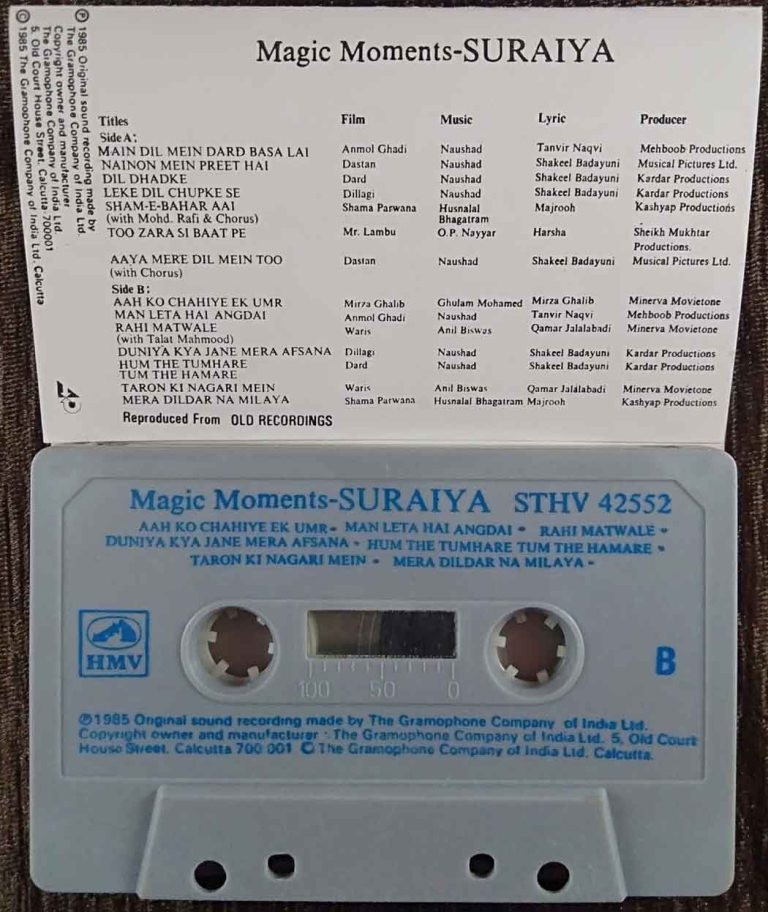 Magic Moments-SURAIYA
Titles Film Music Lyric Producer
Side A:
MAIN DIL MEIN DARD BASA LAI Anmol Ghadi Naushad Tanvir Naqvi Mehboob Productions
NAINON MEIN PREET HAI Dastan Naushad Shakeel Badayuni Musical Pictures Ltd.
DIL DHADKE Dard Naushad Shakeel Badayuni Kardar Productions
LEKE DIL CHUPKE SE Dillagi Naushad Shakeel Badayuni Kardar Productions
SHAM-E-BAHAR AAI Shama Parwana Husnalal Majrooh Kashyap Productions
(with Mohd. Rafi & Chorus) Bhagatram
TOO ZARA SI BAAT PE Mr. Lambu O.P. Nayyar Harsha Sheikh Mukhtar
Productions.
AAYA MERE DIL MEIN TOO Dastan Naushad Shakeel Badayuni Musical Pictures Ltd.
(with Chorus)
Side B:
AAH KO CHAHIYE EK UMR Mirza Ghalib Ghulam Mohamed Mirza Ghalib Minerva Movietone
MAN LETA HAI ANGDAI Anmol Ghadi Naushad Tanvir Naqvi Mehboob Productions
RAHI MATWALE Waris Anil Biswas Qamar Jalalabadi Minerva Movietone
(with Talat Mahmood)
DUNIYA KYA JANE MERA AFSANA Dillagi Naushad Shakeel Badayuni Kardar Productions
HUM THE TUMHARE Dard Naushad Shakeel Badayuni Kardar Productions
TUM THE HAMARE
TARON KI NAGARI MEIN Waris Anil Biswas Qamar Jalalabadi Minerva Movietone
MERA DILDAR NA MILAYA Shama Parwana Husnalal Bhagatram Majrooh Kashyap Productions
Reproduced From OLD RECORDINGS
℗ 1985 Original sound recording made by
The Gramophone Company of India Ltd.
Copyright owner and manufacturer
The Gramophone Company of India Ltd.
5, Old Court House Street, Calcutta-700001
© 1985 The Gramophone Company of India Ltd. Calcutta
Magic Moments-SURAIYA STHV 42552
AAH KO CHAHIYE EK UMR • MAN LETA HAI ANGDAI • RAHI MATWALE •
DUNIYA KYA JANE MERA AFSANA • HUM THE TUMHARE TUM THE HAMARE •
TARON KI NAGARI MEIN • MERA DILDAR NA MILAYA •
HMV
B
100 50 0
℗1985 Original sound recording made by The Gramophone Company of India Ltd.
Copyright owner and manufacturer : The Gramophone Company of India Ltd. 5, Old Court
House Street. Calcutta 700 001 © The Gramophone Company of India Ltd. Calcutta.